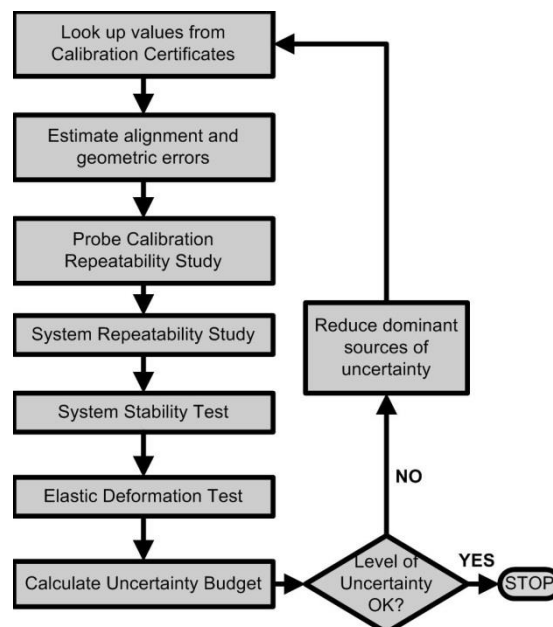 Look up values from
Calibration Certificates
Estimate alignment and
geometric errors
Probe Calibration
Repeatability Study
System Repeatability Study
System Stability Test
Elastic Deformation Test
Calculate Uncertainty Budget
Level of
Uncertainty
OK?
YES
STOP
NO
Reduce dominant
sources of
uncertainty